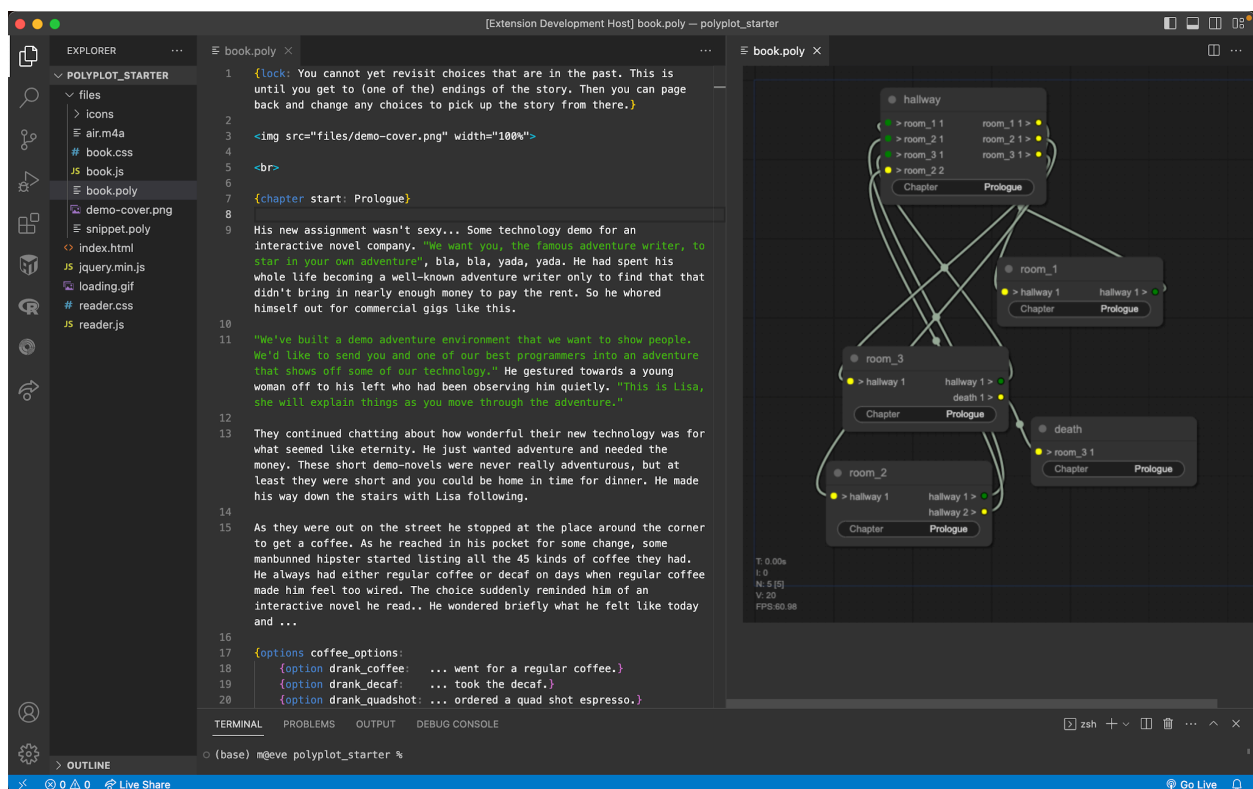 [Extension Development Host] book.poly — polyplot_starter
EXPLORER
POLYPLOT_STARTER
files
icons
air.m4a
# book.css
JS book.js
book.poly
demo-cover.png
snippet.poly
<> index.html
JS jquery.min.js
loading.gif
# reader.css
JS reader.js
OUTLINE
book.poly
1 {lock: You cannot yet revisit choices that are in the past. This is
until you get to (one of the) endings of the story. Then you can page
back and change any choices to pick up the story from there.}
2
3 <img src="files/demo-cover.png" width="100%">
4
5 <br>
6
7 {chapter start: Prologue}
8
9 His new assignment wasn't sexy... Some technology demo for an
interactive novel company. "We want you, the famous adventure writer, to
star in your own adventure", bla, bla, yada, yada. He had spent his
whole life becoming a well-known adventure writer only to find that that
didn't bring in nearly enough money to pay the rent. So he whored
himself out for commercial gigs like this.
10
11 "We've built a demo adventure environment that we want to show people.
We'd like to send you and one of our best programmers into an adventure
that shows off some of our technology." He gestured towards a young
woman off to his left who had been observing him quietly. "This is Lisa,
she will explain things as you move through the adventure."
12
13 They continued chatting about how wonderful their new technology was for
what seemed like eternity. He just wanted adventure and needed the
money. These short demo-novels were never really adventurous, but at
least they were short and you could be home in time for dinner. He made
his way down the stairs with Lisa following.
14
15 As they were out on the street he stopped at the place around the corner
to get a coffee. As he reached in his pocket for some change, some
manbunned hipster started listing all the 45 kinds of coffee they had.
He always had either regular coffee or decaf on days when regular coffee
made him feel too wired. The choice suddenly reminded him of an
interactive novel he read.. He wondered briefly what he felt like today
and ...
16
17 {options coffee_options:
18 {option drank_coffee: ... went for a regular coffee.}
19 {option drank_decaf: ... took the decaf.}
20 {option drank_quadshot: ... ordered a quad shot espresso.}
book.poly
hallway
> room_1 1 room_1 1 >
> room_2 1 room_2 1 >
> room_3 1 room_3 1 >
> room_2 2
Chapter Prologue
room_1
> hallway 1 hallway 1 >
Chapter Prologue
room_3
> hallway 1 hallway 1 >
death 1 >
Chapter Prologue
death
> room_3 1
Chapter Prologue
room_2
> hallway 1 hallway 1 >
hallway 2 >
Chapter Prologue
T: 0.00s
I: 0
N: 5 [5]
V: 20
FPS:60.98
TERMINAL PROBLEMS OUTPUT DEBUG CONSOLE
zsh
(base) m@eve polyplot_starter %
0 0 Live Share
Go Live